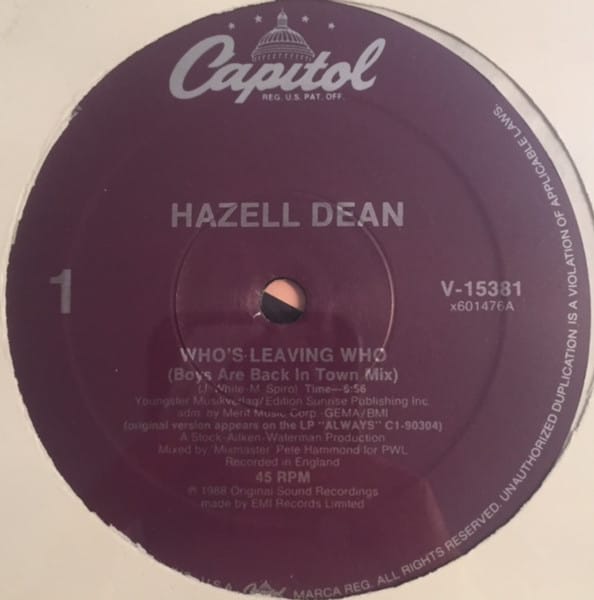 Capitol
REG. U.S. PAT. OFF.
HAZELL DEAN
1
V-15381
x601476A
WHO'S LEAVING WHO
(Boys Are Back In Town Mix)
(J. White-M. Spiro) Time—6:56
Youngster Musikverlag/Edition Sunrise Publishing Inc.
adm. by Merit Music Corp.-GEMA/BMI
(original version appears on the LP "ALWAYS" C1-90304)
A Stock-Aitken-Waterman Production
Mixed by 'Mixmaster' Pete Hammond for PWL
Recorded in England
45 RPM
℗ 1988 Original Sound Recordings
made by EMI Records Limited
U.S.A. Capitol MARCA REG. ALL RIGHTS RESERVED. UNAUTHORIZED DUPLICATION IS A VIOLATION OF APPLICABLE LAWS.